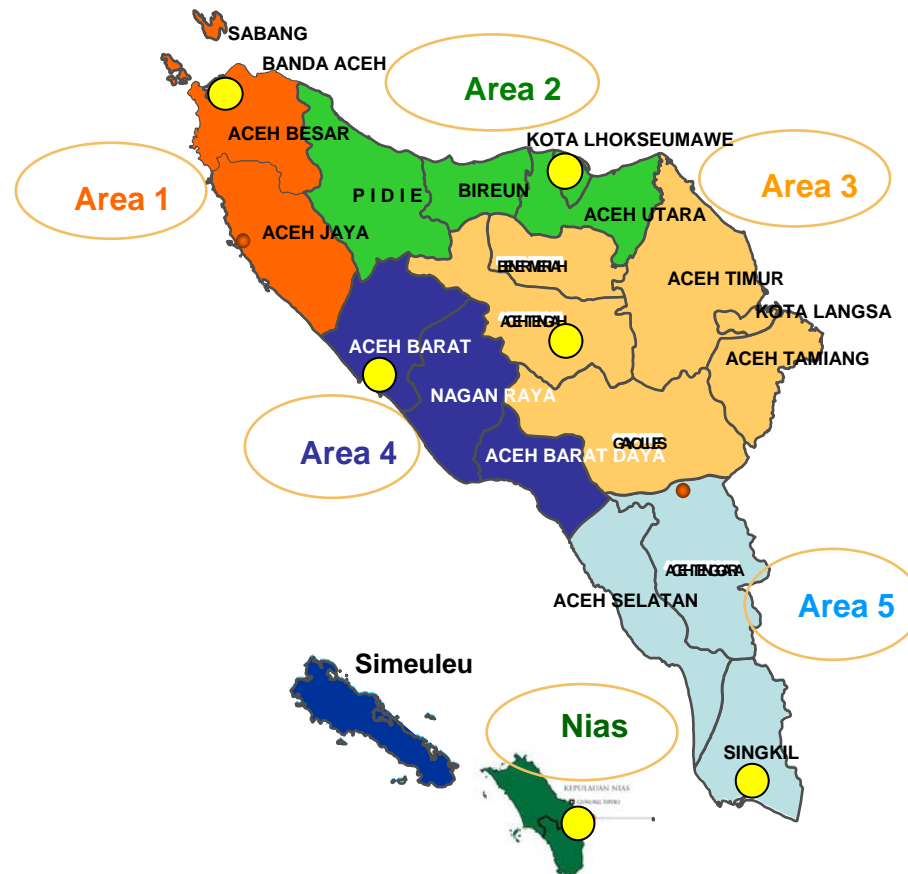 SABANG
BANDA ACEH
Area 2
ACEH BESAR
KOTA LHOKSEUMAWE
Area 1
P I D I E
BIREUN
Area 3
ACEH UTARA
ACEH JAYA
ACEH TIMUR
KOTA LANGSA
ACEH BARAT
ACEH TAMIANG
NAGAN RAYA
Area 4
ACEH BARAT DAYA
ACEH SELATAN
Area 5
Simeuleu
Nias
SINGKIL
KEPULAUAN NIAS